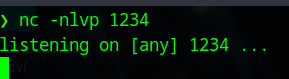 ❯ nc -nlvp 1234
listening on [any] 1234 ...